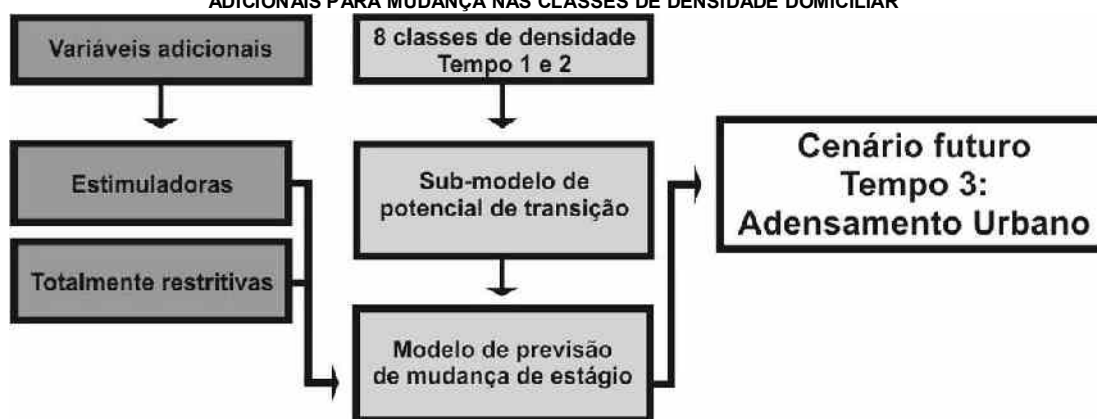 ADICIONAIS PARA MUDANÇA NAS CLASSES DE DENSIDADE DOMICILIAR
Variáveis adicionais
8 classes de densidade
Tempo 1 e 2
Estimuladoras
Sub-modelo de
potencial de transição
Cenário futuro
Tempo 3:
Adensamento Urbano
Totalmente restritivas
Modelo de previsão
de mudança de estágio